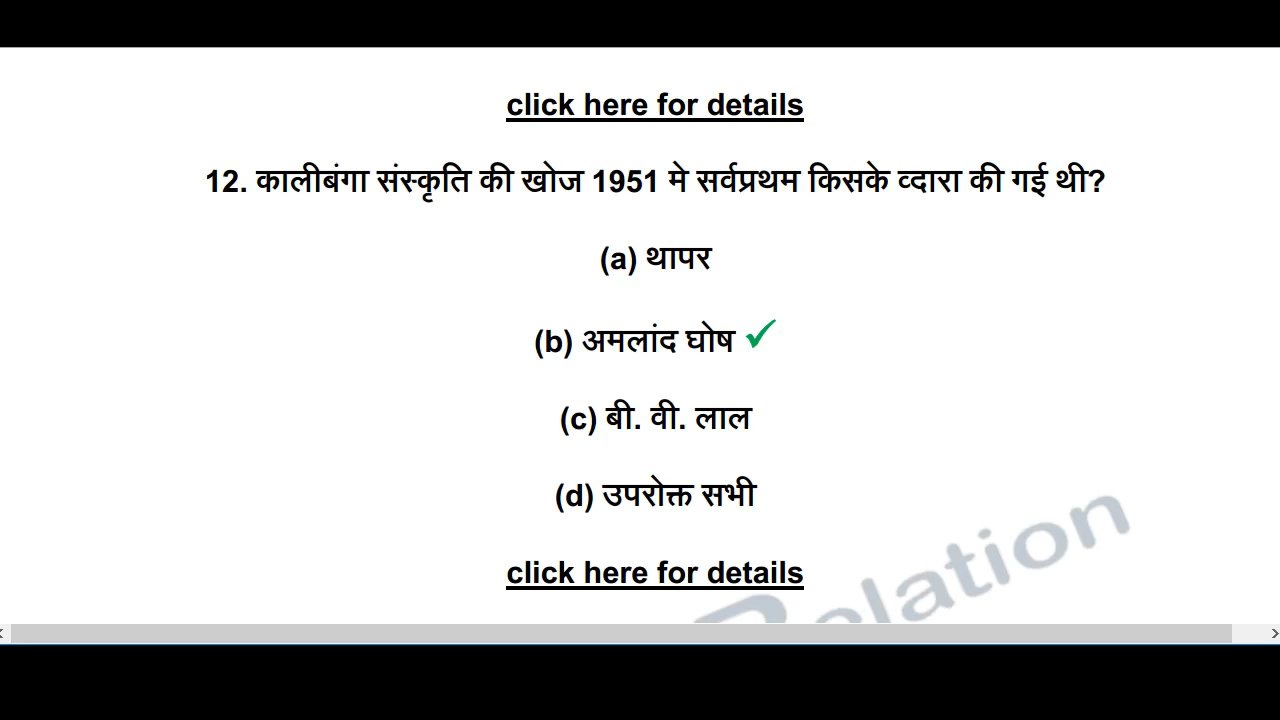 click here for details
12. कालीबंगा संस्कृति की खोज 1951 मे सर्वप्रथम किसके व्दारा की गई थी?
(a) थापर
(b) अमलांद घोष ✓
(c) बी. वी. लाल
(d) उपरोक्त सभी
click here for details